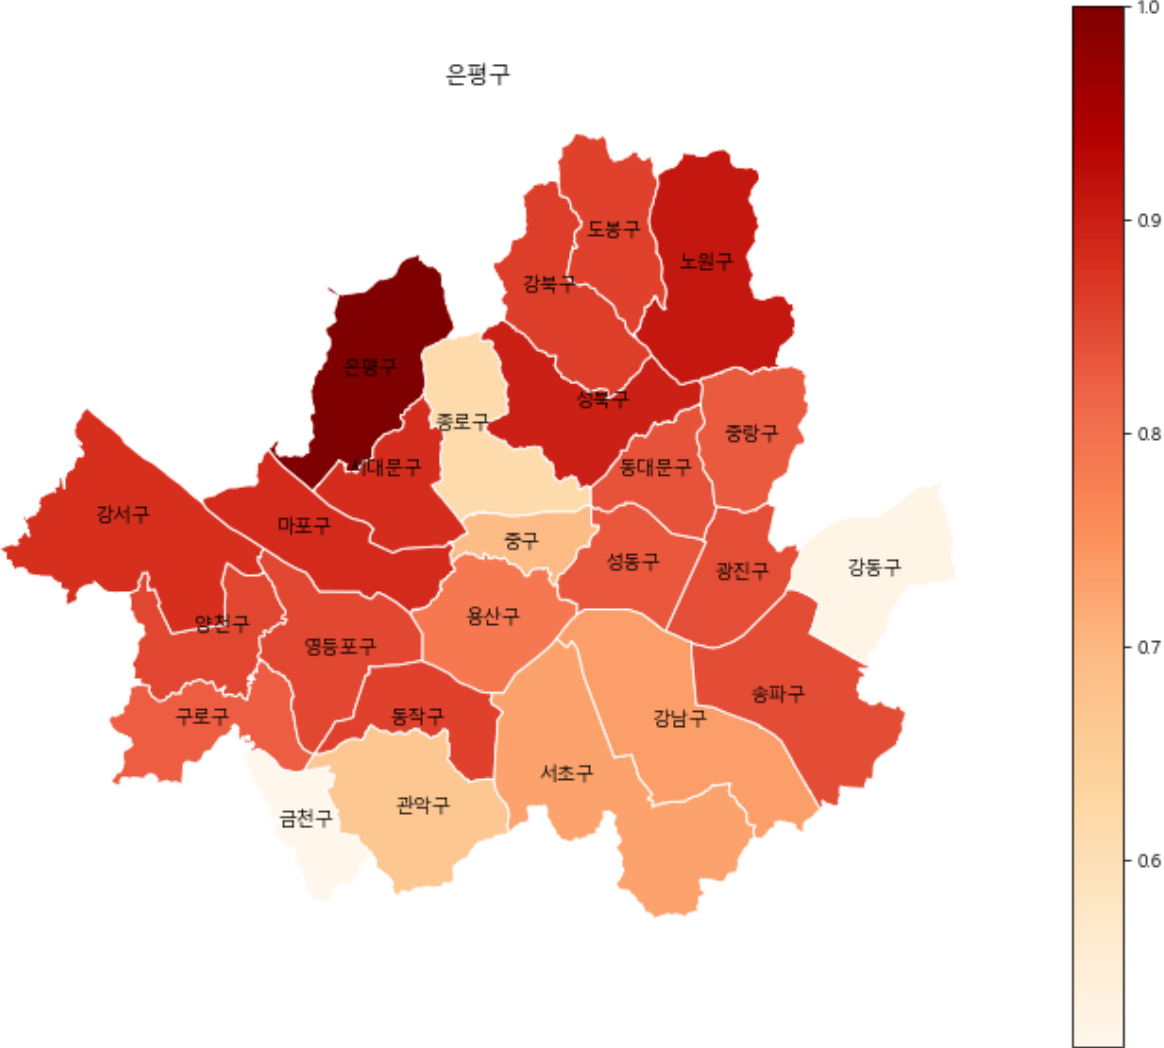 은평구
1.0
0.9
0.8
0.7
0.6
도봉구
노원구
강북구
은평구
성북구
종로구
중랑구
서대문구
동대문구
강서구
마포구
중구
성동구
광진구
강동구
양천구
용산구
영등포구
송파구
구로구
동작구
강남구
서초구
관악구
금천구